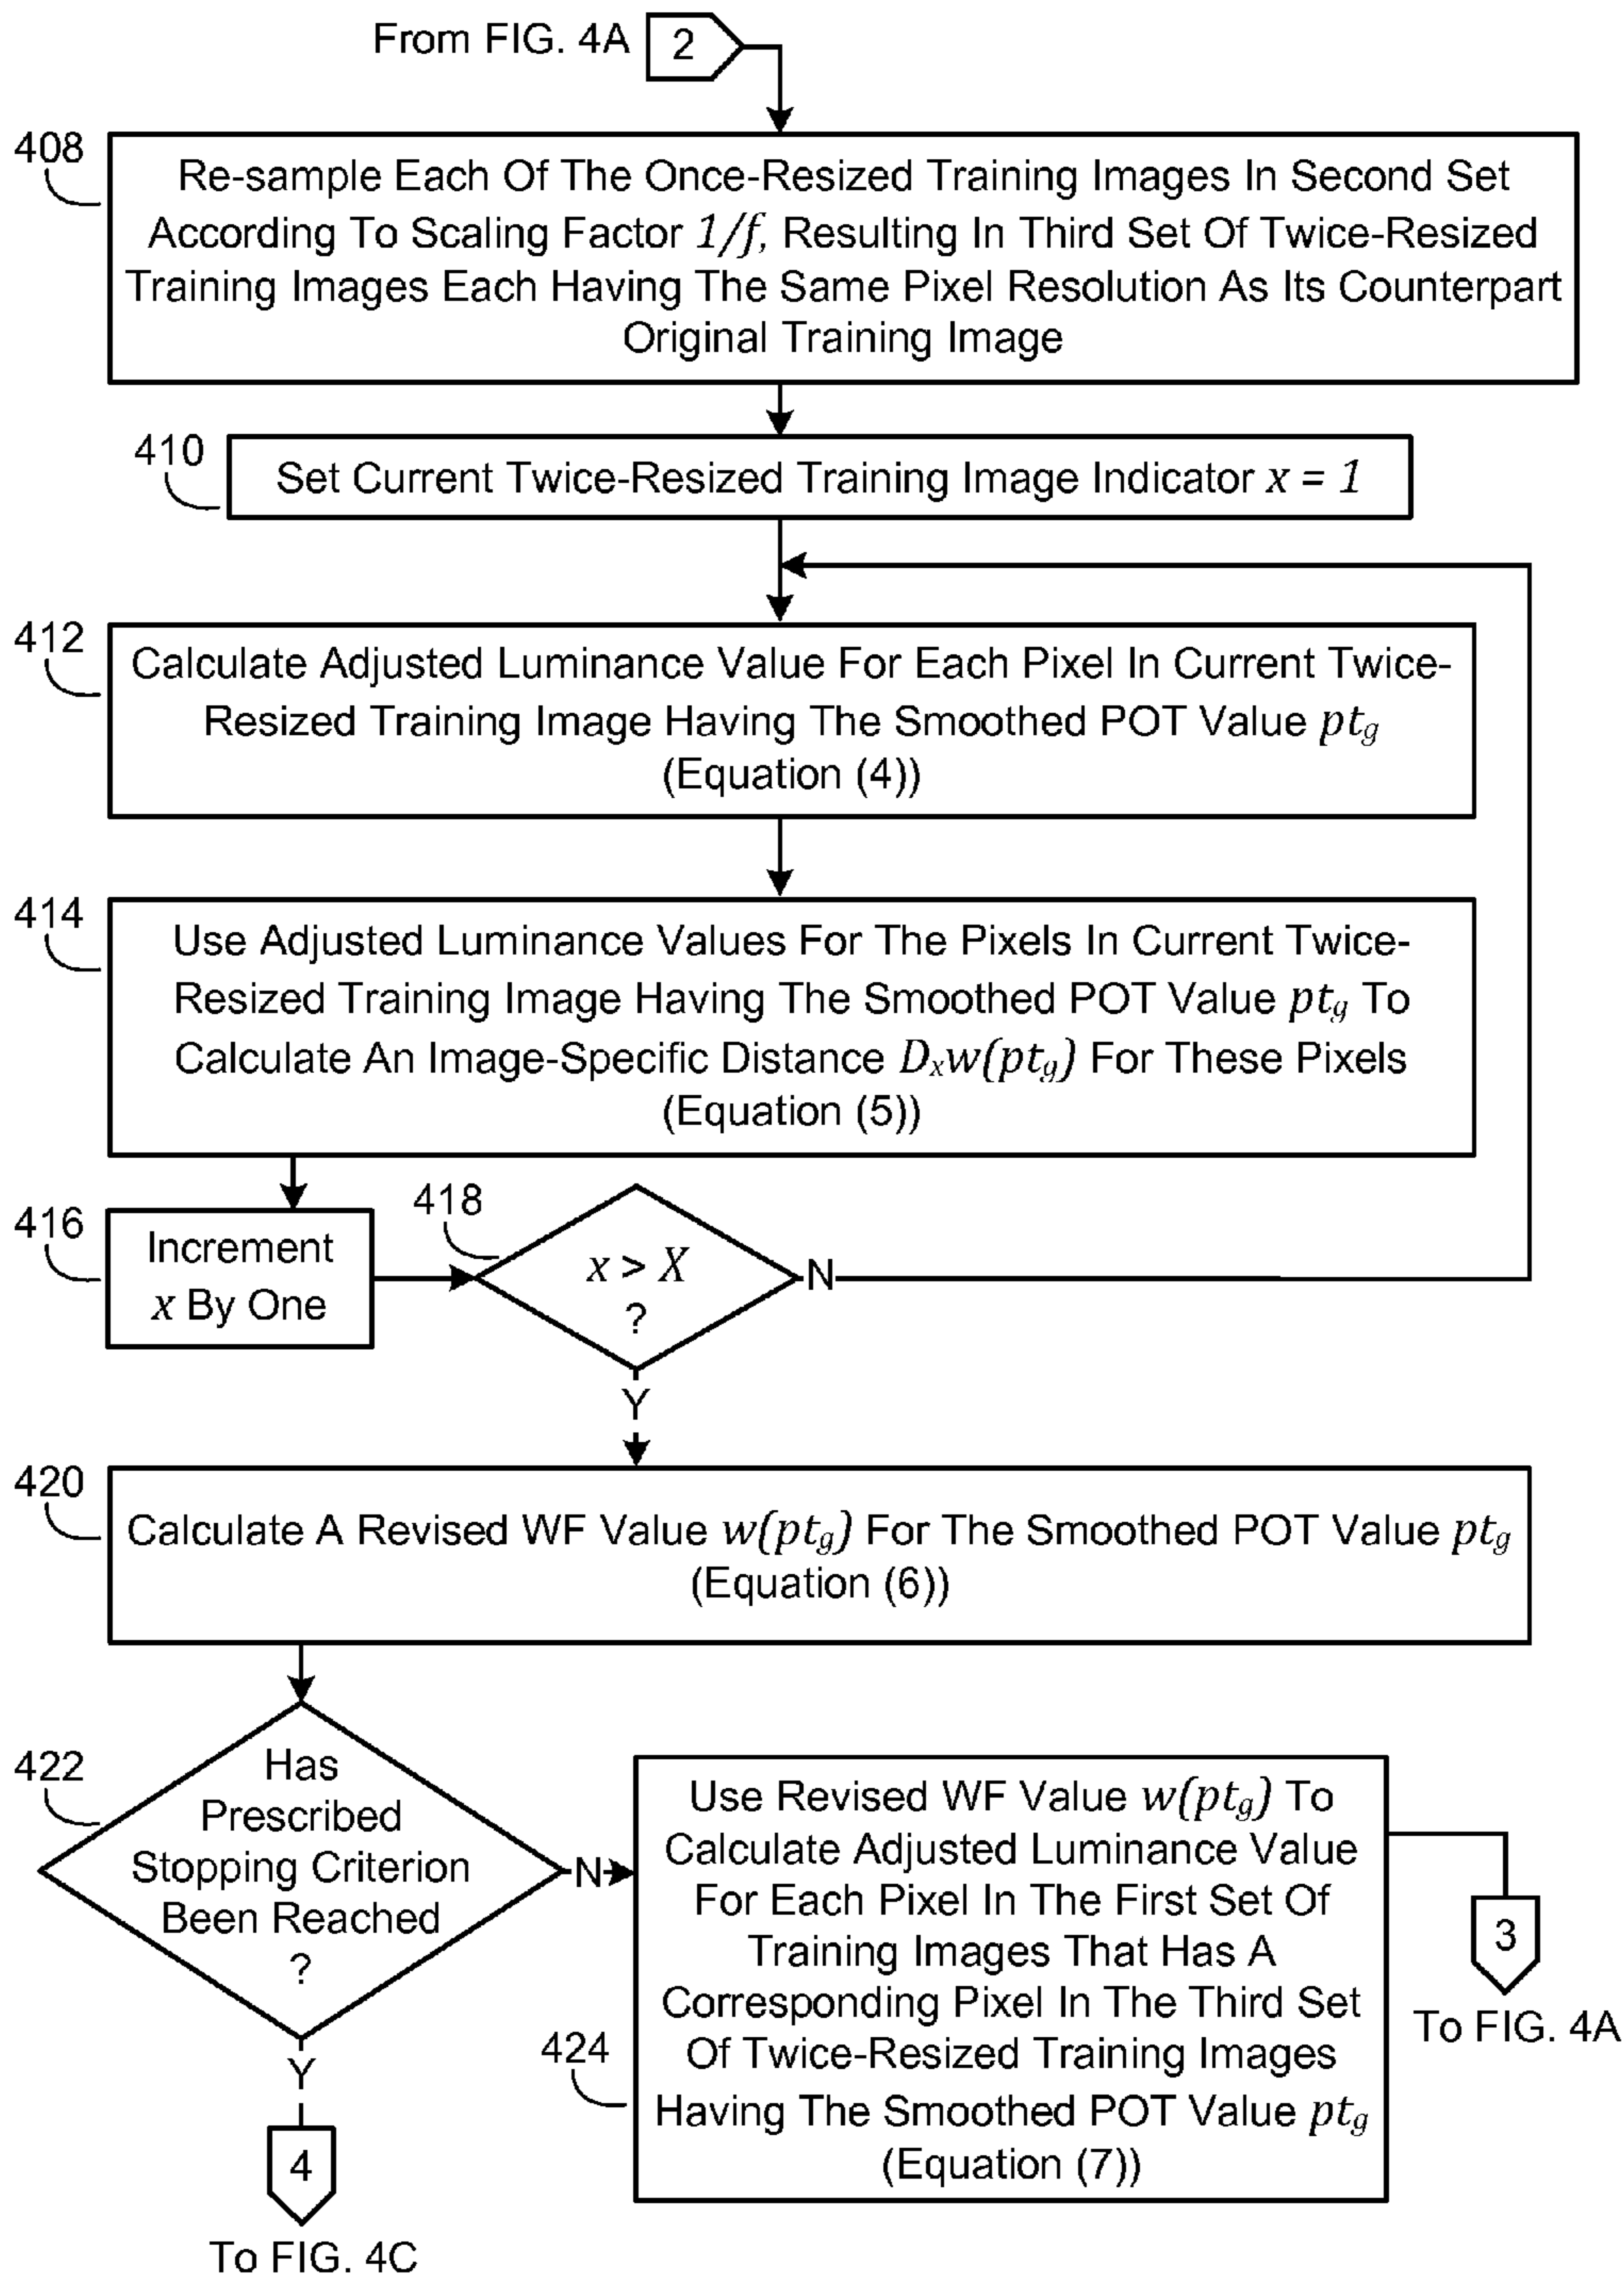 From FIG. 4A
2
408
Re-sample Each Of The Once-Resized Training Images In Second Set
According To Scaling Factor 1/f, Resulting In Third Set Of Twice-Resized
Training Images Each Having The Same Pixel Resolution As Its Counterpart
Original Training Image
410
Set Current Twice-Resized Training Image Indicator x = 1
412
Calculate Adjusted Luminance Value For Each Pixel In Current Twice-
Resized Training Image Having The Smoothed POT Value ptg
(Equation (4))
414
Use Adjusted Luminance Values For The Pixels In Current Twice-
Resized Training Image Having The Smoothed POT Value ptg To
Calculate An Image-Specific Distance Dxw(ptg) For These Pixels
(Equation (5))
416
Increment
x By One
418
x > X
?
N
Y
420
Calculate A Revised WF Value w(ptg) For The Smoothed POT Value ptg
(Equation (6))
422
Has
Prescribed
Stopping Criterion
Been Reached
?
N
Y
4
To FIG. 4C
424
Use Revised WF Value w(ptg) To
Calculate Adjusted Luminance Value
For Each Pixel In The First Set Of
Training Images That Has A
Corresponding Pixel In The Third Set
Of Twice-Resized Training Images
Having The Smoothed POT Value ptg
(Equation (7))
3
To FIG. 4A